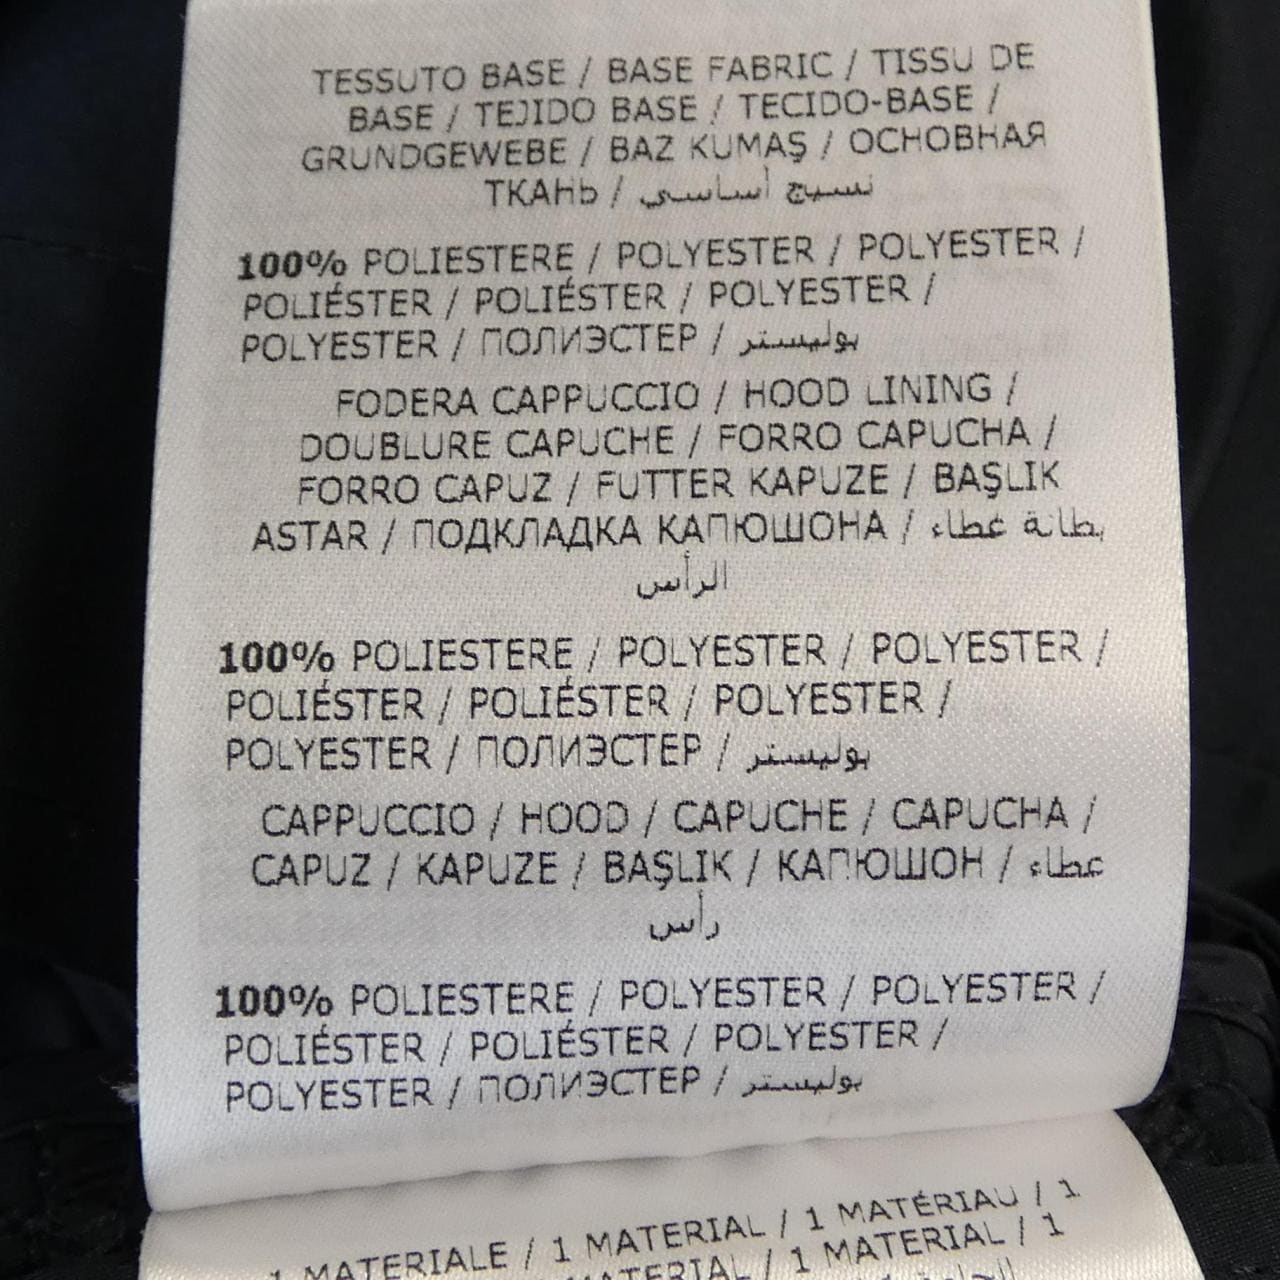 TESSUTO BASE / BASE FABRIC / TISSU DE
BASE / TEJIDO BASE / TECIDO-BASE /
GRUNDGEWEBE / BAZ KUMAŞ / ОСНОВНАЯ
ТКАНЬ / نسيج أساسي
100% POLIESTERE / POLYESTER / POLYESTER /
POLIÉSTER / POLIÉSTER / POLYESTER /
POLYESTER / ПОЛИЭСТЕР / بوليستر
FODERA CAPPUCCIO / HOOD LINING /
DOUBLURE CAPUCHE / FORRO CAPUCHA /
FORRO CAPUZ / FUTTER KAPUZE / BAŞLIK
ASTAR / ПОДКЛАДКА КАПЮШОНА / بطانة غطاء
الرأس
100% POLIESTERE / POLYESTER / POLYESTER /
POLIÉSTER / POLIÉSTER / POLYESTER /
POLYESTER / ПОЛИЭСТЕР / بوليستر
CAPPUCCIO / HOOD / CAPUCHE / CAPUCHA /
CAPUZ / KAPUZE / BAŞLIK / КАПЮШОН / غطاء
رأس
100% POLIESTERE / POLYESTER / POLYESTER /
POLIÉSTER / POLIÉSTER / POLYESTER /
POLYESTER / ПОЛИЭСТЕР / بوليستر
1 MATERIALE / 1 MATERIAL / 1 MATÉRIAU / 1
MATERIAL / 1 MATERIAL / 1